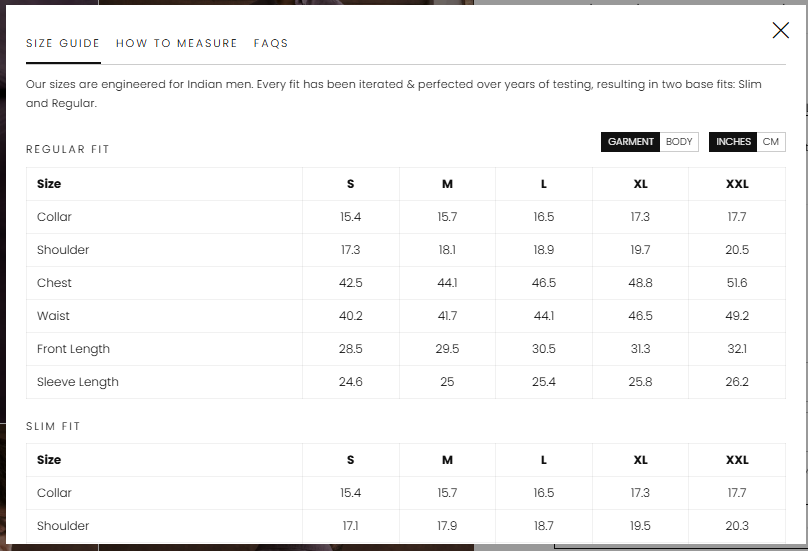 SIZE GUIDE HOW TO MEASURE FAQS
Our sizes are engineered for Indian men. Every fit has been iterated & perfected over years of testing, resulting in two base fits: Slim
and Regular.
REGULAR FIT GARMENT BODY INCHES CM
Size S M L XL XXL
Collar 15.4 15.7 16.5 17.3 17.7
Shoulder 17.3 18.1 18.9 19.7 20.5
Chest 42.5 44.1 46.5 48.8 51.6
Waist 40.2 41.7 44.1 46.5 49.2
Front Length 28.5 29.5 30.5 31.3 32.1
Sleeve Length 24.6 25 25.4 25.8 26.2
SLIM FIT
Size S M L XL XXL
Collar 15.4 15.7 16.5 17.3 17.7
Shoulder 17.1 17.9 18.7 19.5 20.3